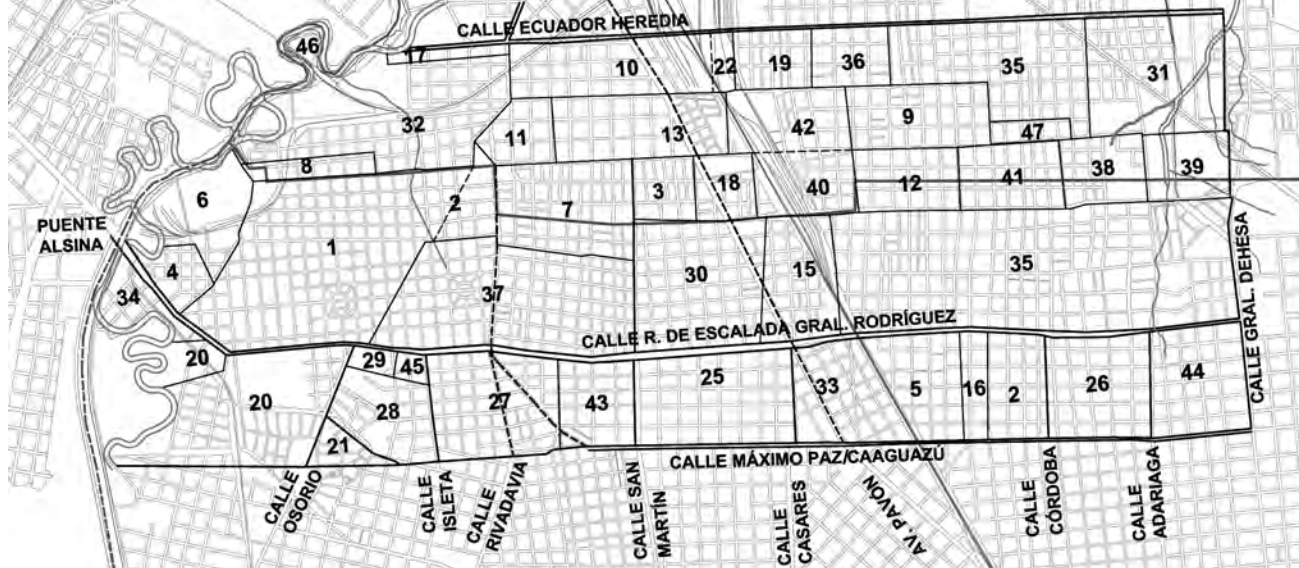 CALLE ECUADOR HEREDIA
46
17
10
22
19
36
35
31
32
11
13
42
9
47
8
6
2
7
3
18
40
12
41
38
39
PUENTE
ALSINA
1
4
34
37
30
15
35
CALLE GRAL. DEHESA
CALLE R. DE ESCALADA GRAL. RODRÍGUEZ
20
29
45
25
33
5
16
2
26
44
20
28
27
43
21
CALLE MÁXIMO PAZ/CAAGUAZÚ
CALLE
OSORIO
CALLE
ISLETA
CALLE
RIVADAVIA
CALLE SAN
MARTÍN
CALLE
CASARES
AV. PAVÓN
CALLE
CÓRDOBA
CALLE
ADARIAGA